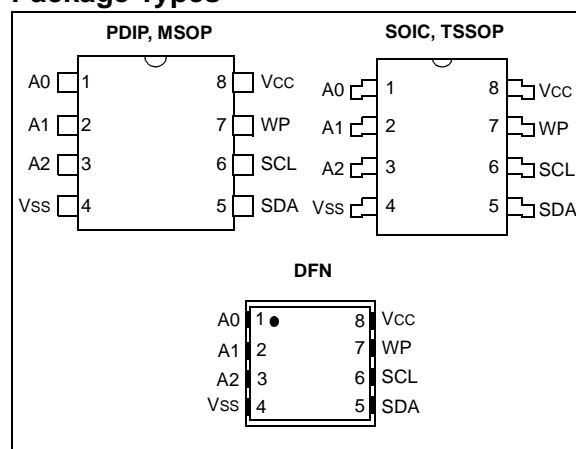 Package Types
PDIP, MSOP
A0 1 8 VCC
A1 2 7 WP
A2 3 6 SCL
VSS 4 5 SDA
SOIC, TSSOP
A0 1 8 VCC
A1 2 7 WP
A2 3 6 SCL
VSS 4 5 SDA
DFN
A0 1 8 VCC
A1 2 7 WP
A2 3 6 SCL
VSS 4 5 SDA